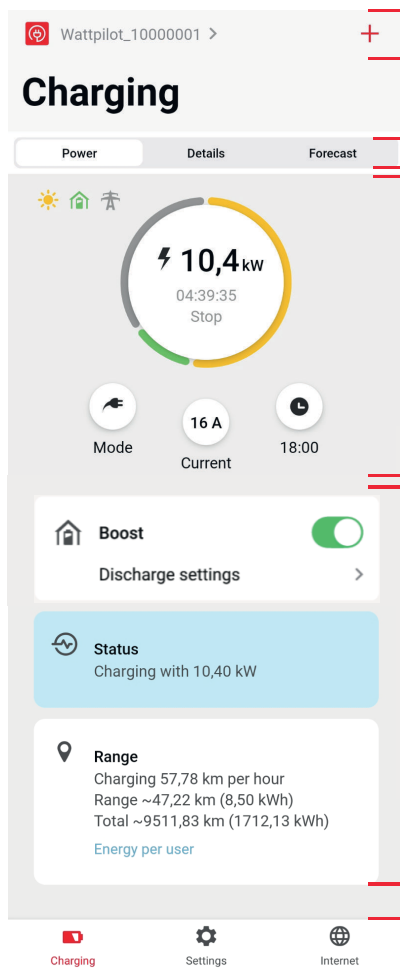 Wattpilot_10000001
Charging
Power
Details
Forecast
10,4 kW
04:39:35
Stop
Mode
16 A
Current
18:00
Boost
Discharge settings
Status
Charging with 10,40 kW
Range
Charging 57,78 km per hour
Range ~47,22 km (8,50 kWh)
Total ~9511,83 km (1712,13 kWh)
Energy per user
Charging
Settings
Internet